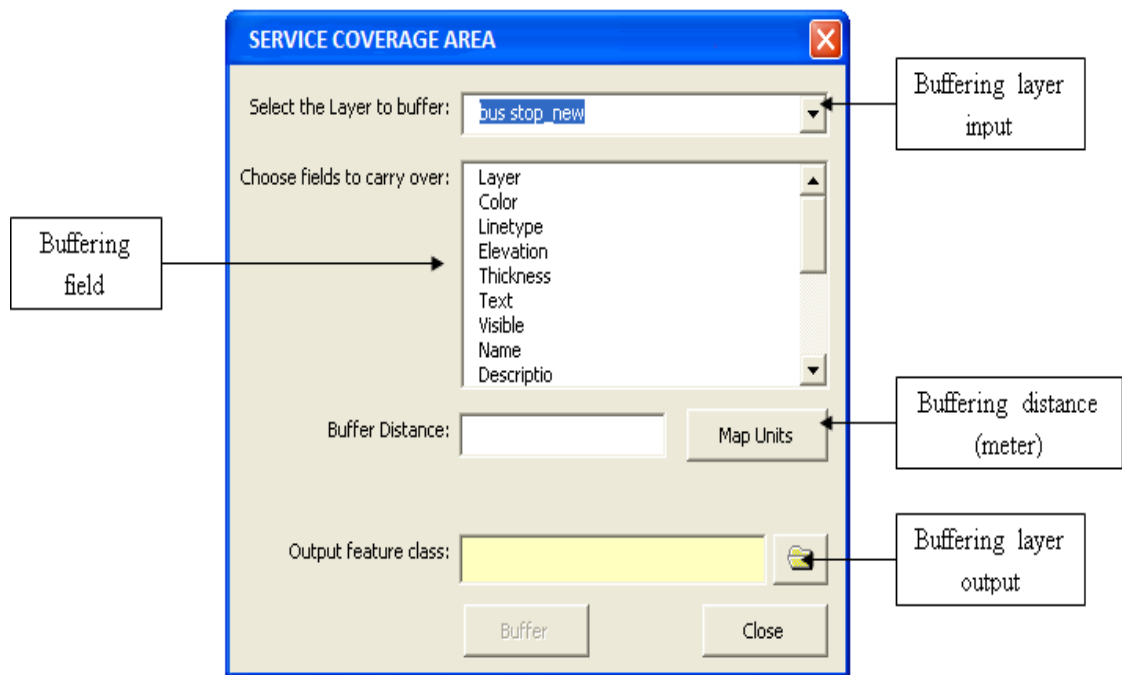 SERVICE COVERAGE AREA
Select the Layer to buffer:
bus stop_new
Buffering layer
input
Choose fields to carry over:
Layer
Color
Linetype
Elevation
Thickness
Text
Visible
Name
Descriptio
Buffering
field
Buffer Distance:
Map Units
Buffering distance
(meter)
Output feature class:
Buffering layer
output
Buffer
Close